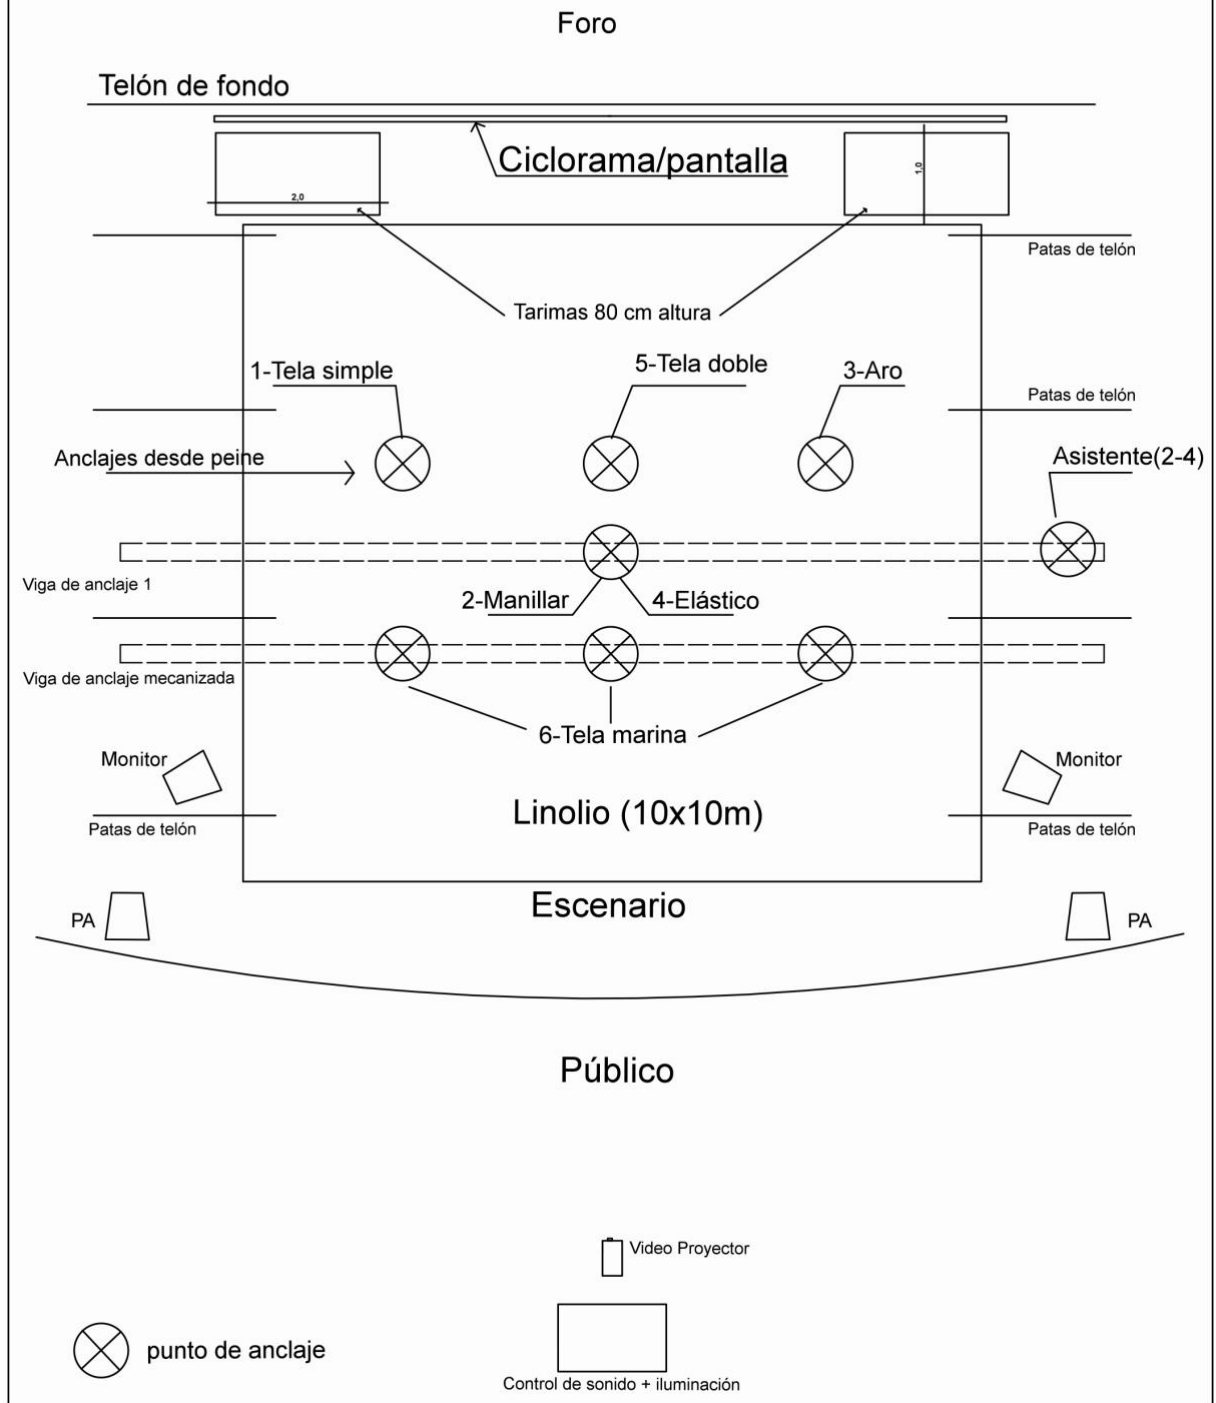 Foro
Telón de fondo
Ciclorama/pantalla
2,0
1,0
Patas de telón
Tarimas 80 cm altura
1-Tela simple
5-Tela doble
3-Aro
Patas de telón
Anclajes desde peine
Asistente(2-4)
Viga de anclaje 1
2-Manillar
4-Elástico
Viga de anclaje mecanizada
6-Tela marina
Monitor
Monitor
Linolio (10x10m)
Patas de telón
Patas de telón
Escenario
PA
PA
Público
Video Proyector
punto de anclaje
Control de sonido + iluminación